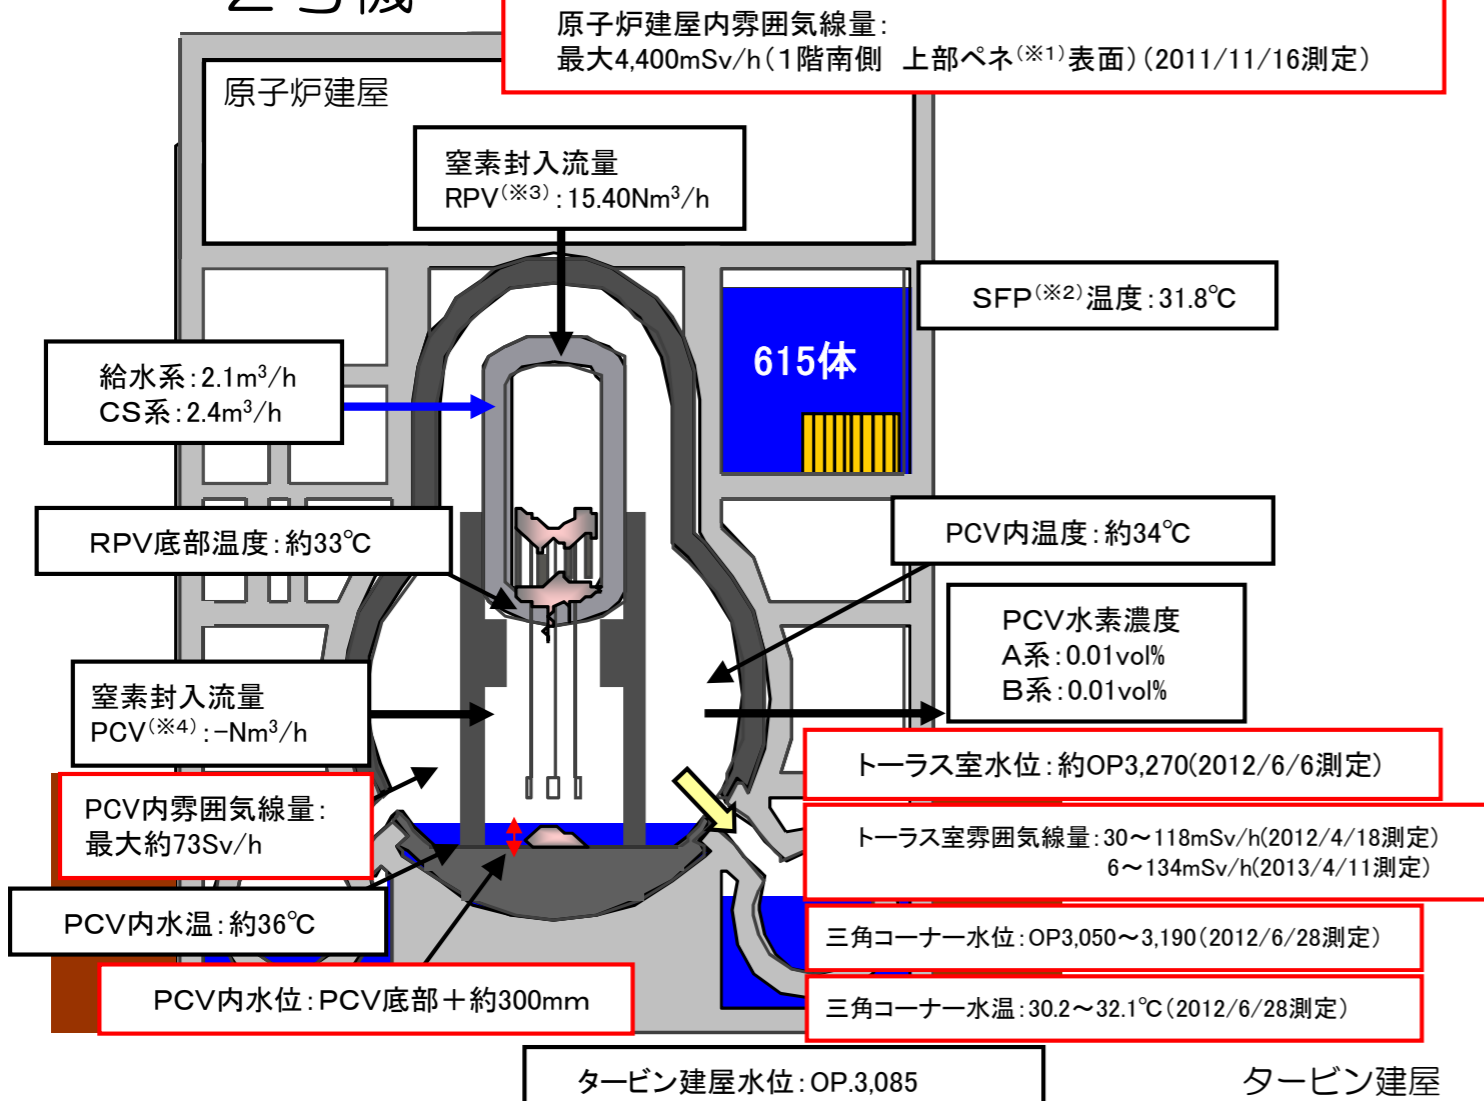 2号機
原子炉建屋内雰囲気線量：
最大4,400mSv/h（1階南側　上部ペネ(※1)表面）（2011/11/16測定）
原子炉建屋
窒素封入流量
RPV(※3)：15.40Nm3/h
SFP(※2)温度：31.8℃
615体
給水系：2.1m3/h
CS系：2.4m3/h
RPV底部温度：約33℃
PCV内温度：約34℃
PCV水素濃度
A系：0.01vol%
B系：0.01vol%
窒素封入流量
PCV(※4)：-Nm3/h
トーラス室水位：約OP3,270(2012/6/6測定)
PCV内雰囲気線量：
最大約73Sv/h
トーラス室雰囲気線量：30～118mSv/h(2012/4/18測定)
6～134mSv/h(2013/4/11測定)
PCV内水温：約36℃
三角コーナー水位：OP3,050～3,190(2012/6/28測定)
PCV内水位：PCV底部＋約300mm
三角コーナー水温：30.2～32.1℃(2012/6/28測定)
タービン建屋水位：OP.3,085
タービン建屋